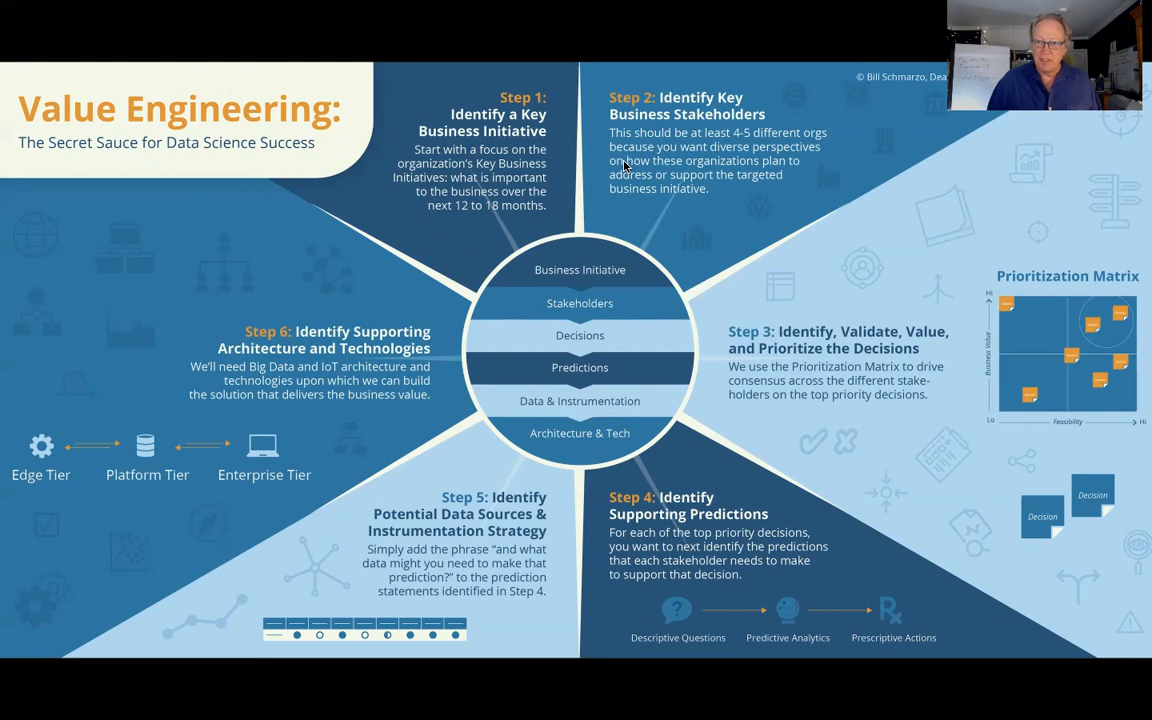 Value Engineering:
The Secret Sauce for Data Science Success
© Bill Schmarzo, Dea
Step 1:
Identify a Key
Business Initiative
Start with a focus on the
organization's Key Business
Initiatives: what is important
to the business over the
next 12 to 18 months.
Step 2: Identify Key
Business Stakeholders
This should be at least 4-5 different orgs
because you want diverse perspectives
on how these organizations plan to
address or support the targeted
business initiative.
Business Initiative
Stakeholders
Decisions
Predictions
Data & Instrumentation
Architecture & Tech
Step 3: Identify, Validate, Value,
and Prioritize the Decisions
We use the Prioritization Matrix to drive
consensus across the different stake-
holders on the top priority decisions.
Prioritization Matrix
Hi
Business Value
Lo
Feasibility
Hi
Decision
Decision
Step 4: Identify
Supporting Predictions
For each of the top priority decisions,
you want to next identify the predictions
that each stakeholder needs to make
to support that decision.
Descriptive Questions
Predictive Analytics
Prescriptive Actions
Step 5: Identify
Potential Data Sources &
Instrumentation Strategy
Simply add the phrase “and what
data might you need to make that
prediction?” to the prediction
statements identified in Step 4.
Step 6: Identify Supporting
Architecture and Technologies
We'll need Big Data and IoT architecture and
technologies upon which we can build
the solution that delivers the business value.
Edge Tier
Platform Tier
Enterprise Tier